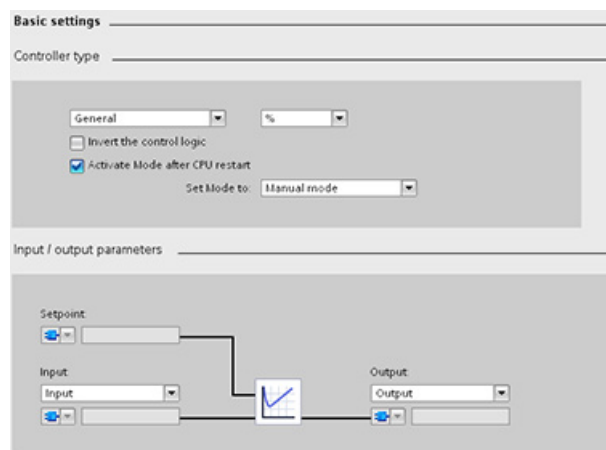 Basic settings
Controller type
General %
Invert the control logic
Activate Mode after CPU restart
Set Mode to: Manual mode
Input / output parameters
Setpoint:
Input: Output:
Input Output